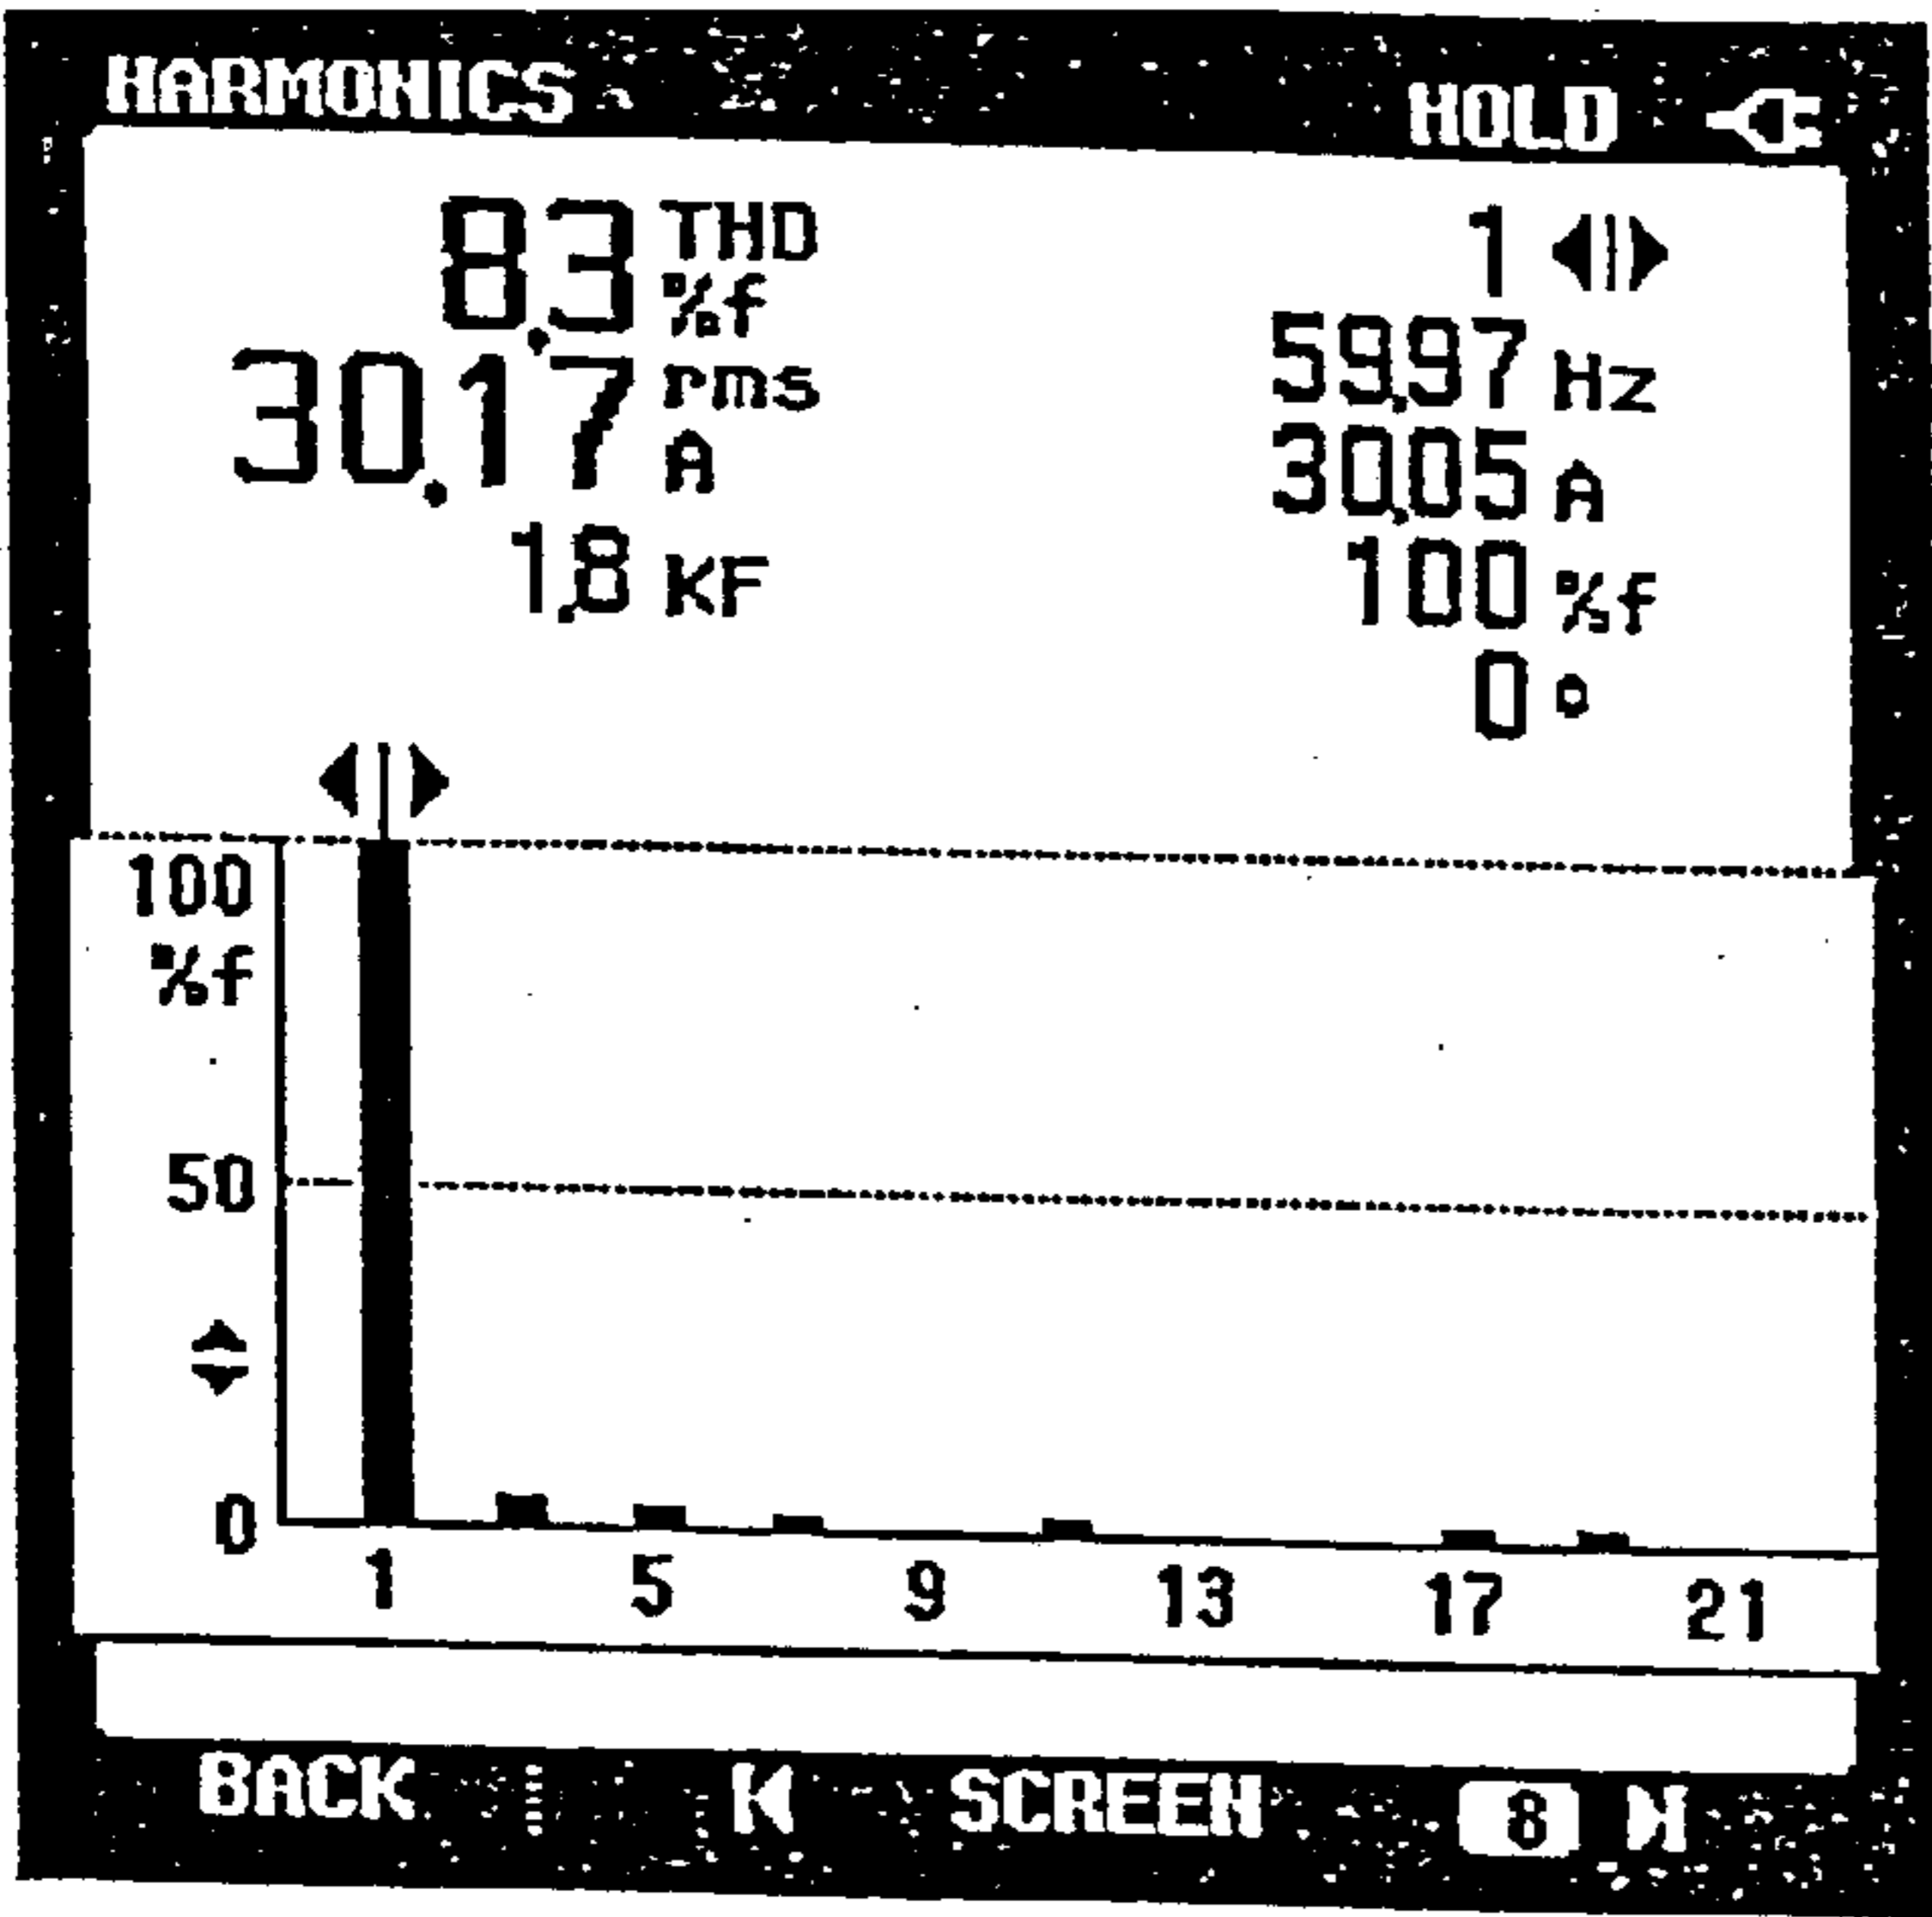 HARMONICS HOLD
8.3 THD %f
30.17 rms A
1.8 KF
1
59.97 Hz
30.05 A
100 %f
0 °
100
%f
50
0
1 5 9 13 17 21
BACK SCREEN 8